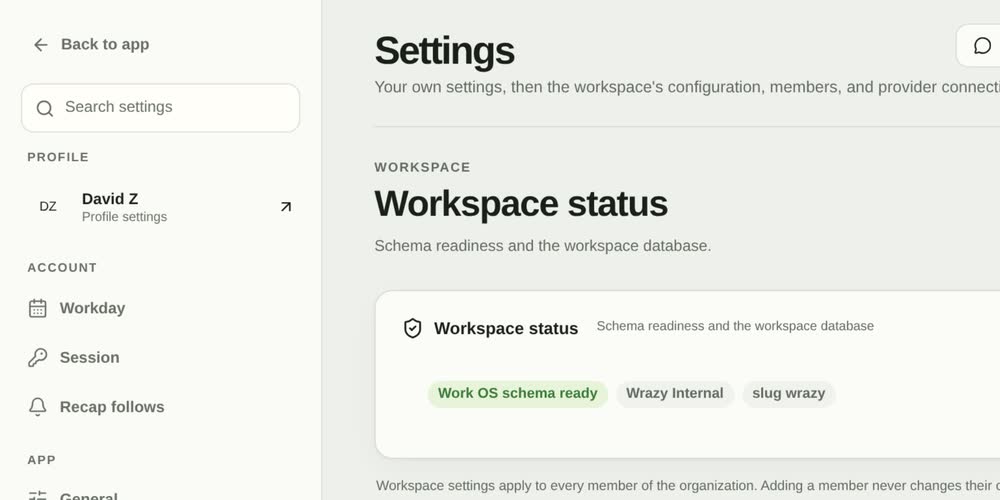 Back to app
Search settings
PROFILE
DZ
David Z
Profile settings
ACCOUNT
Workday
Session
Recap follows
APP
General
Settings
Your own settings, then the workspace's configuration, members, and provider
WORKSPACE
Workspace status
Schema readiness and the workspace database.
Workspace status
Schema readiness and the workspace database
Work OS schema ready
Wrazy Internal
slug wrazy
Workspace settings apply to every member of the organization. Adding a member never changes their